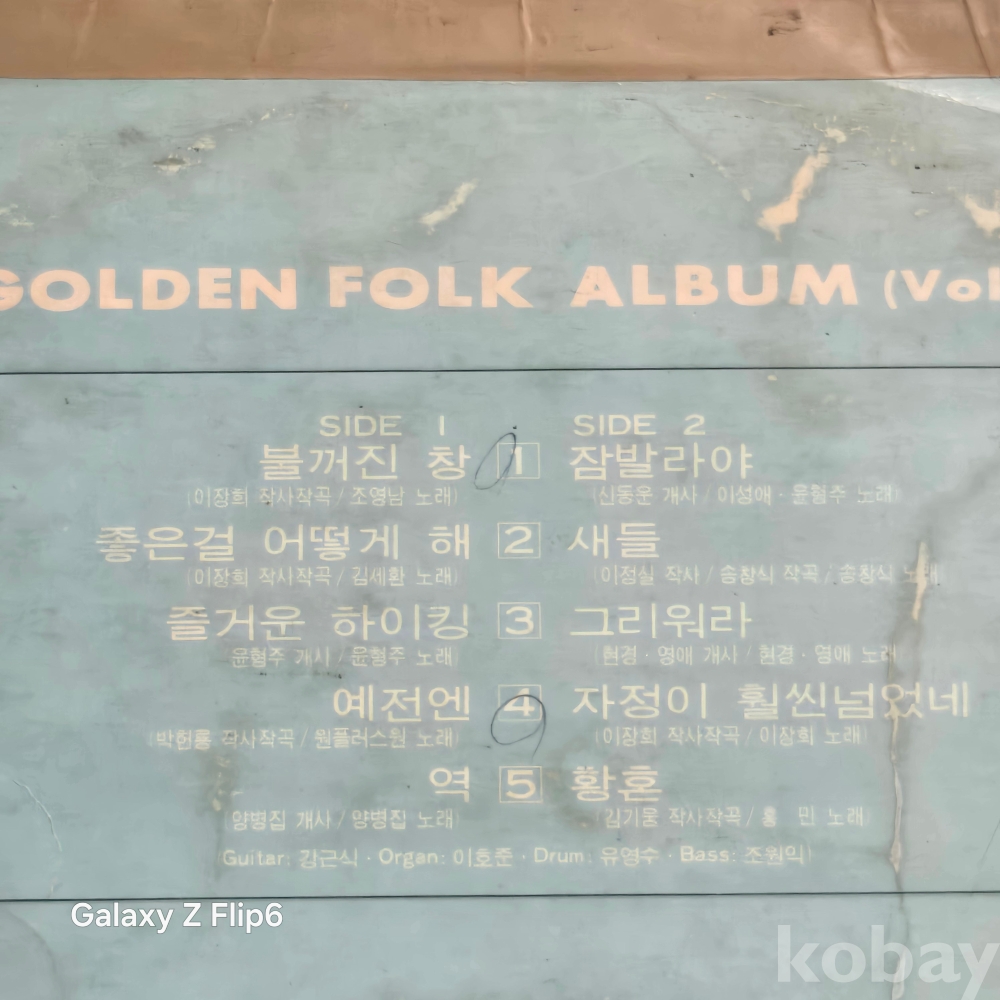 GOLDEN FOLK ALBUM (Vol
SIDE 1
불꺼진 창
(이장희 작사작곡 / 조영남 노래)
좋은걸 어떻게 해
(이장희 작사작곡 / 김세환 노래)
즐거운 하이킹
윤형주 개사 / 윤형주 노래)
예전엔
(박헌룡 작사작곡 / 원플러스원 노래)
역
양병집 개사 / 양병집 노래)
1
2
3
4
5
SIDE 2
잠발라야
(신동운 개사 / 이성애 · 윤형주 노래)
새들
(이정실 작사 / 송창식 작곡 / 송창식 노래)
그리워라
(현경 · 영애 개사 / 현경 · 영애 노래
자정이 훨씬넘었네
(이장희 작사작곡 / 이장희 노래)
황혼
(김기웅 작사작곡 / 홍 민 노래)
(Guitar: 강근식 · Organ: 이호준 · Drum: 유영수 · Bass: 조원익)
Galaxy Z Flip6
kobay